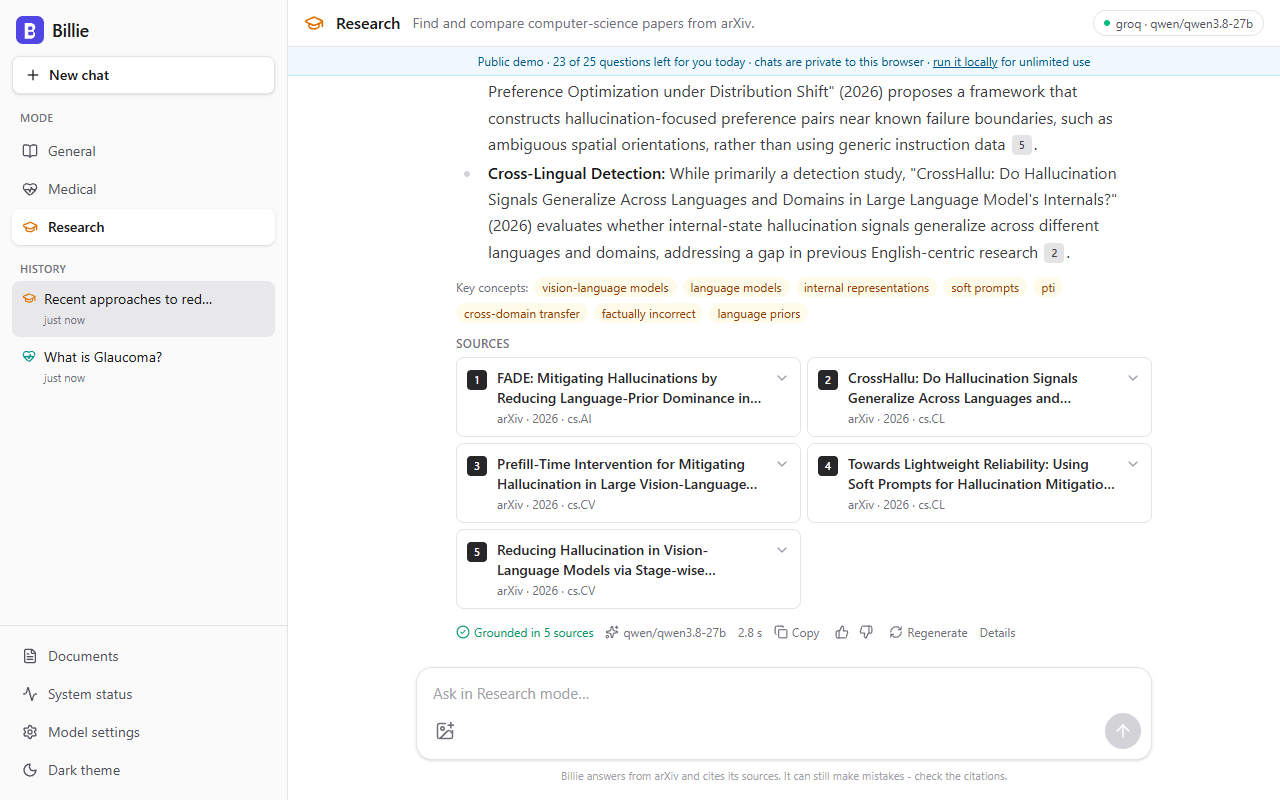 B Billie
New chat
MODE
General
Medical
Research
HISTORY
Recent approaches to red...
just now
What is Glaucoma?
just now
Documents
System status
Model settings
Dark theme
Research Find and compare computer-science papers from arXiv.
groq · qwen/qwen3.8-27b
Public demo · 23 of 25 questions left for you today · chats are private to this browser · run it locally for unlimited use
Preference Optimization under Distribution Shift" (2026) proposes a framework that
constructs hallucination-focused preference pairs near known failure boundaries, such as
ambiguous spatial orientations, rather than using generic instruction data 5 .
Cross-Lingual Detection: While primarily a detection study, "CrossHallu: Do Hallucination
Signals Generalize Across Languages and Domains in Large Language Model's Internals?"
(2026) evaluates whether internal-state hallucination signals generalize across different
languages and domains, addressing a gap in previous English-centric research 2 .
Key concepts: vision-language models language models internal representations soft prompts pti
cross-domain transfer factually incorrect language priors
SOURCES
1 FADE: Mitigating Hallucinations by
Reducing Language-Prior Dominance in...
arXiv · 2026 · cs.AI
2 CrossHallu: Do Hallucination Signals
Generalize Across Languages and...
arXiv · 2026 · cs.CL
3 Prefill-Time Intervention for Mitigating
Hallucination in Large Vision-Language...
arXiv · 2026 · cs.CV
4 Towards Lightweight Reliability: Using
Soft Prompts for Hallucination Mitigatio...
arXiv · 2026 · cs.CL
5 Reducing Hallucination in Vision-
Language Models via Stage-wise...
arXiv · 2026 · cs.CV
Grounded in 5 sources qwen/qwen3.8-27b 2.8 s Copy Regenerate Details
Ask in Research mode...
Billie answers from arXiv and cites its sources. It can still make mistakes - check the citations.